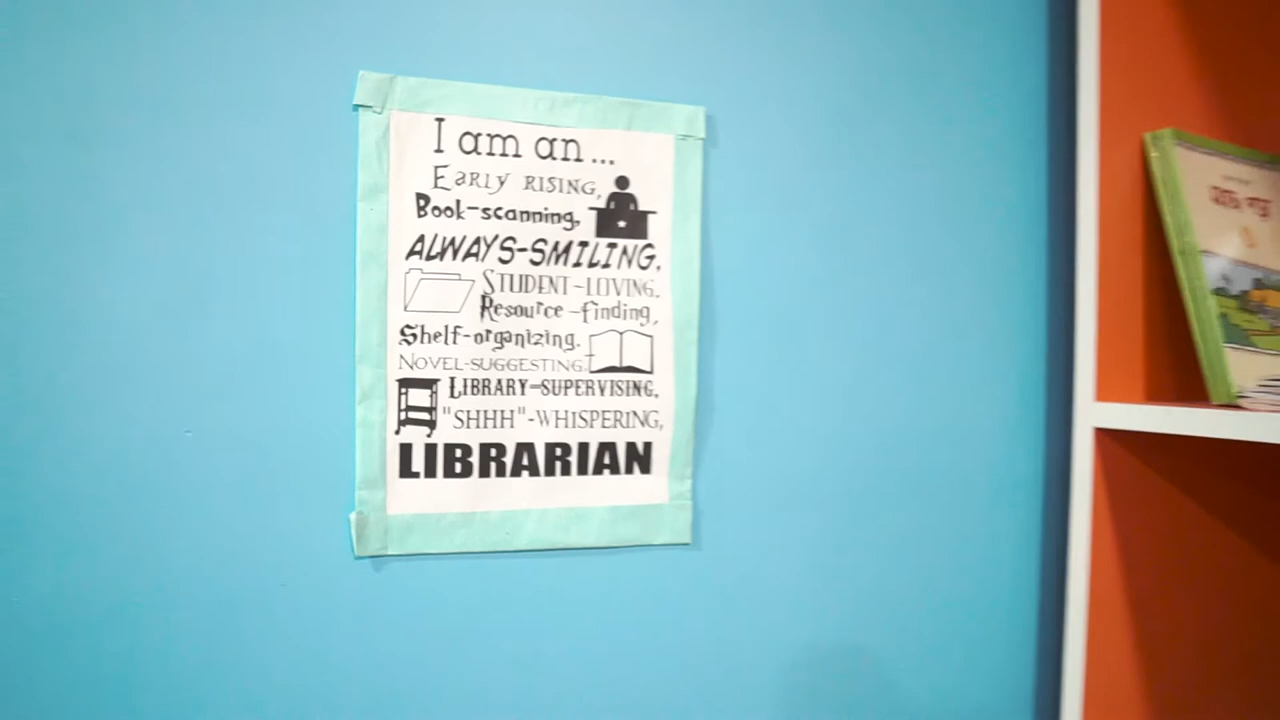 I am an...
Early rising,
Book-scanning,
ALWAYS-SMILING,
STUDENT-LOVING,
Resource-finding,
Shelf-organizing,
NOVEL-SUGGESTING,
LIBRARY-SUPERVISING,
"SHHH"-WHISPERING,
LIBRARIAN